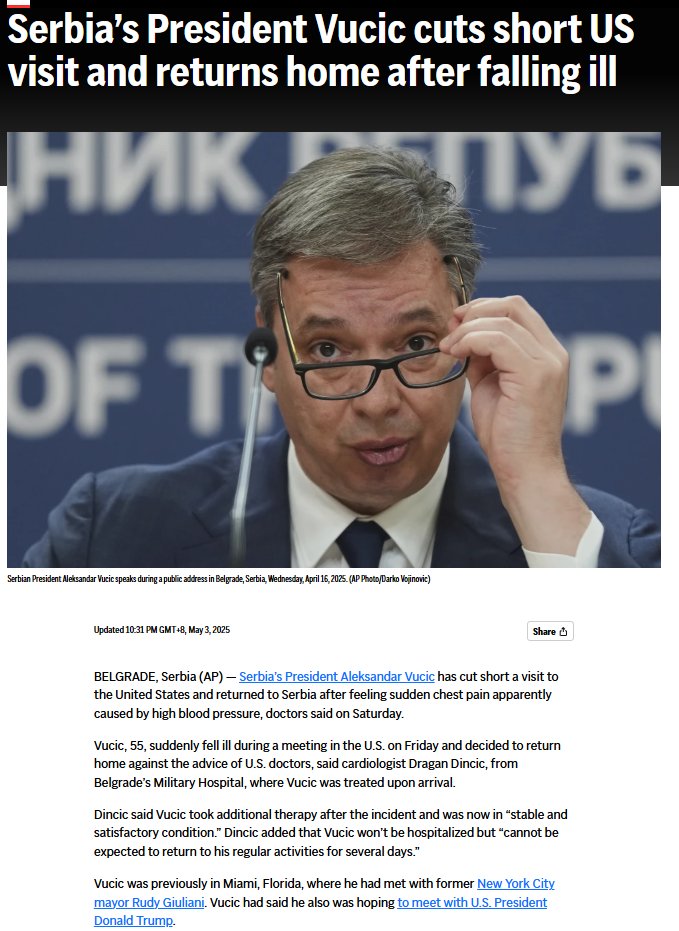 Serbia’s President Vucic cuts short US
visit and returns home after falling ill
ДНИК РЕПУБ
OF T
PU
Serbian President Aleksandar Vucic speaks during a public address in Belgrade, Serbia, Wednesday, April 16, 2025. (AP Photo/Darko Vojinovic)
Updated 10:31 PM GMT+8, May 3, 2025
Share
BELGRADE, Serbia (AP) — Serbia’s President Aleksandar Vucic has cut short a visit to
the United States and returned to Serbia after feeling sudden chest pain apparently
caused by high blood pressure, doctors said on Saturday.
Vucic, 55, suddenly fell ill during a meeting in the U.S. on Friday and decided to return
home against the advice of U.S. doctors, said cardiologist Dragan Dincic, from
Belgrade’s Military Hospital, where Vucic was treated upon arrival.
Dincic said Vucic took additional therapy after the incident and was now in “stable and
satisfactory condition.” Dincic added that Vucic won’t be hospitalized but “cannot be
expected to return to his regular activities for several days.”
Vucic was previously in Miami, Florida, where he had met with former New York City
mayor Rudy Giuliani. Vucic had said he also was hoping to meet with U.S. President
Donald Trump.